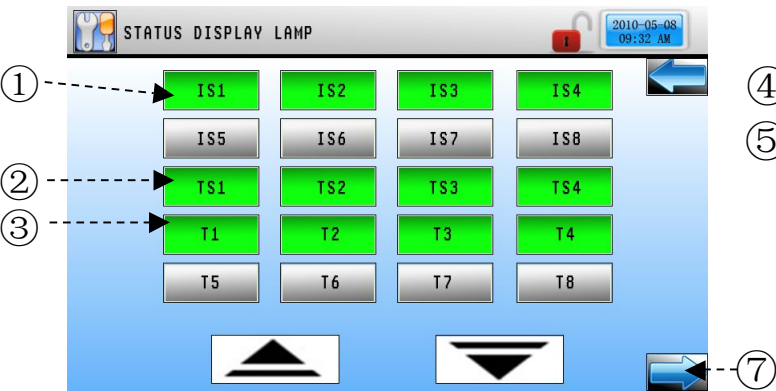 STATUS DISPLAY LAMP
1
2010-05-08
09:32 AM
① IS1 IS2 IS3 IS4 ④
IS5 IS6 IS7 IS8 ⑤
② TS1 TS2 TS3 TS4
③ T1 T2 T3 T4
T5 T6 T7 T8
⑦